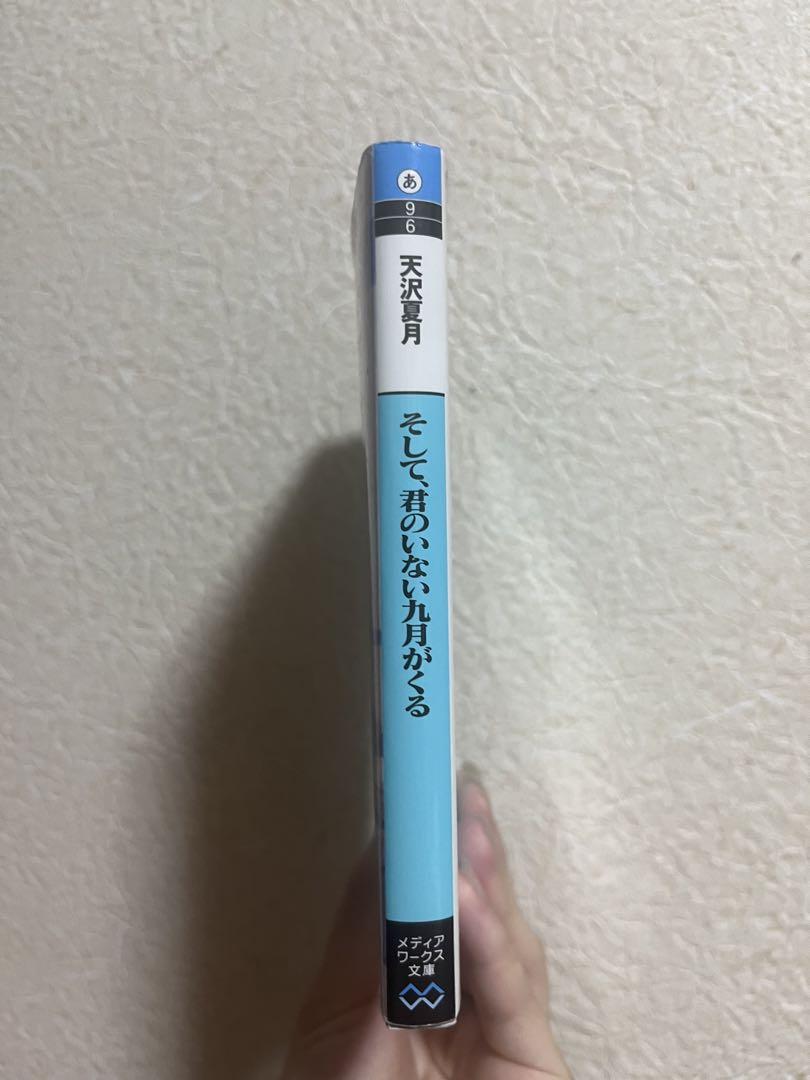 あ
9
6
天沢夏月
そして、君のいない九月がくる
メディア
ワークス
文庫